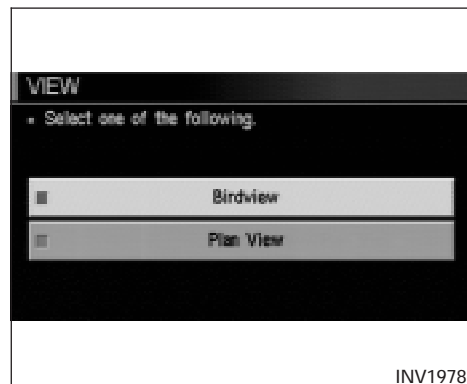 VIEW
Select one of the following.
Birdview
Plan View
INV1978